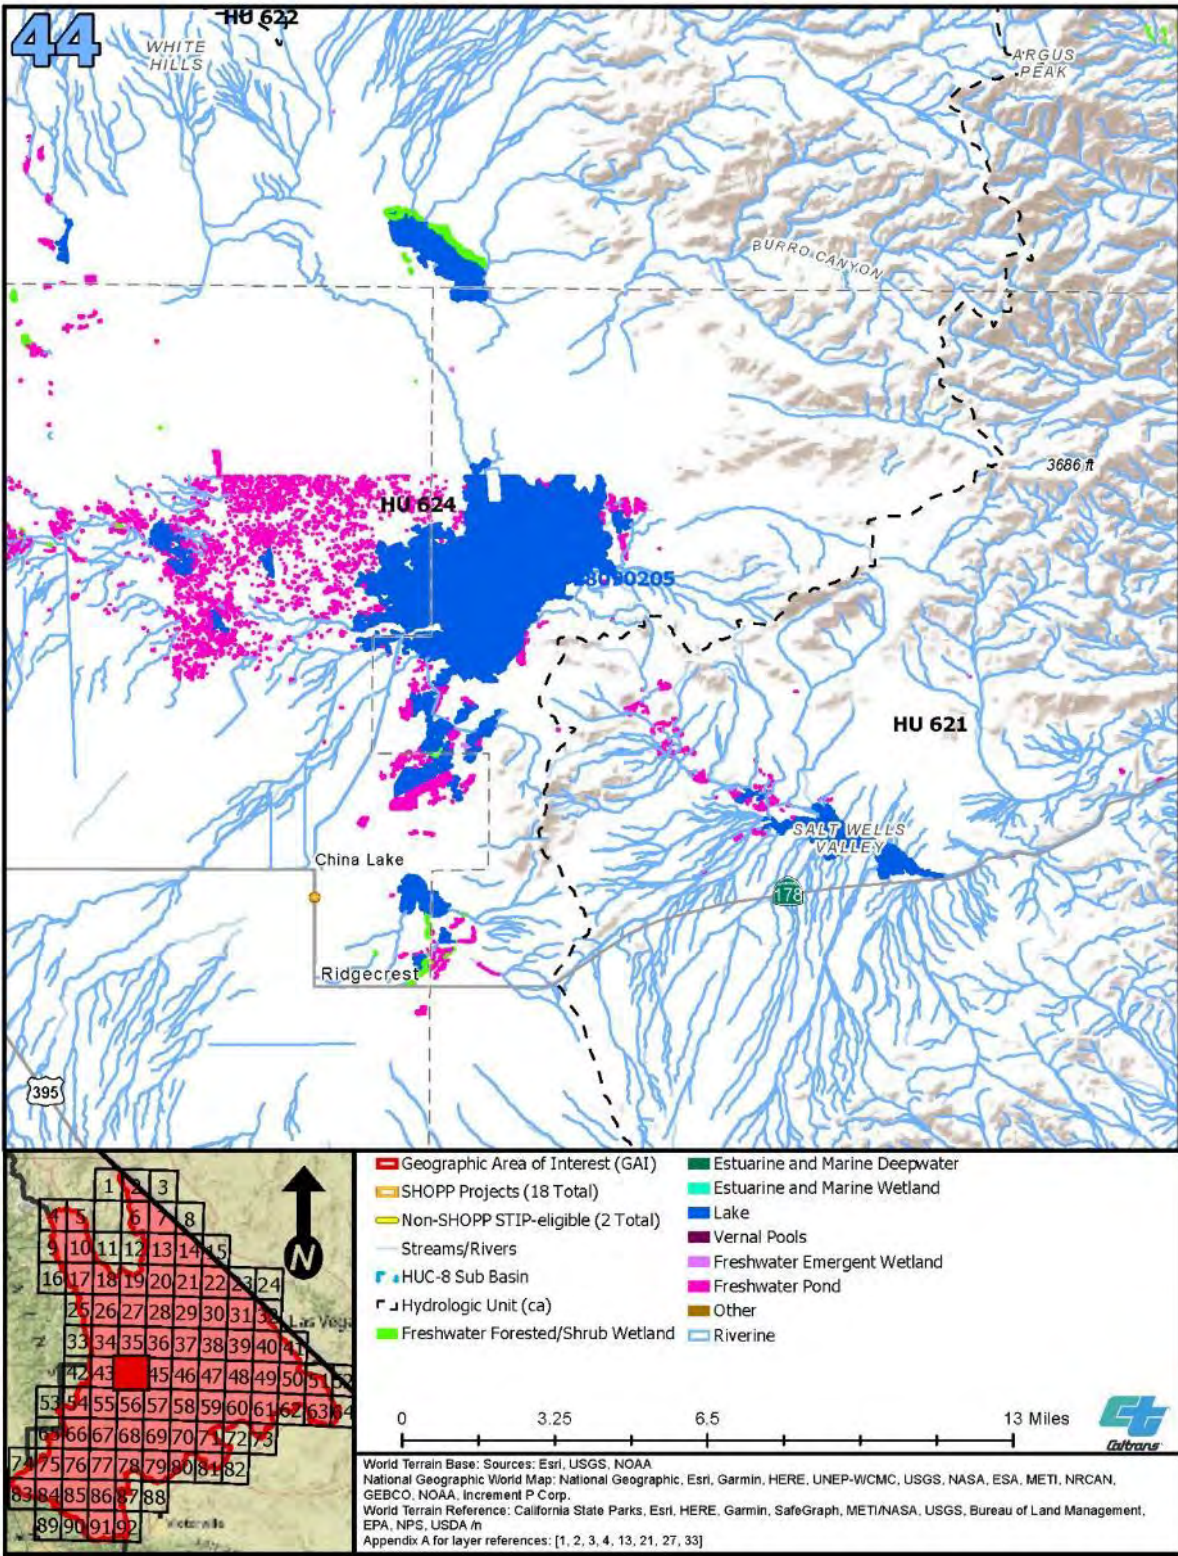 44
HU 622
WHITE
HILLS
ARGUS
PEAK
BURRO CANYON
3686 ft
HU 624
HU 621
SALT WELLS
VALLEY
China Lake
178
Ridgecrest
395
1 2 3
4 5 6 7 8
9 10 11 12 13 14 15
16 17 18 19 20 21 22 23 24
25 26 27 28 29 30 31 32
Las Vega
33 34 35 36 37 38 39 40 41
42 43 45 46 47 48 49 50 51 52
53 54 55 56 57 58 59 60 61 62 63 64
65 66 67 68 69 70 71 72 73
74 75 76 77 78 79 80 81 82
83 84 85 86 87 88
89 90 91 92
Victorville
N
Geographic Area of Interest (GAI)
SHOPP Projects (18 Total)
Non-SHOPP STIP-eligible (2 Total)
Streams/Rivers
HUC-8 Sub Basin
Hydrologic Unit (ca)
Freshwater Forested/Shrub Wetland
Estuarine and Marine Deepwater
Estuarine and Marine Wetland
Lake
Vernal Pools
Freshwater Emergent Wetland
Freshwater Pond
Other
Riverine
0 3.25 6.5 13 Miles
Caltrans
World Terrain Base: Sources: Esri, USGS, NOAA
National Geographic World Map: National Geographic, Esri, Garmin, HERE, UNEP-WCMC, USGS, NASA, ESA, METI, NRCAN,
GEBCO, NOAA, Increment P Corp.
World Terrain Reference: California State Parks, Esri, HERE, Garmin, SafeGraph, METI/NASA, USGS, Bureau of Land Management,
EPA, NPS, USDA /n
Appendix A for layer references: [1, 2, 3, 4, 13, 21, 27, 33]